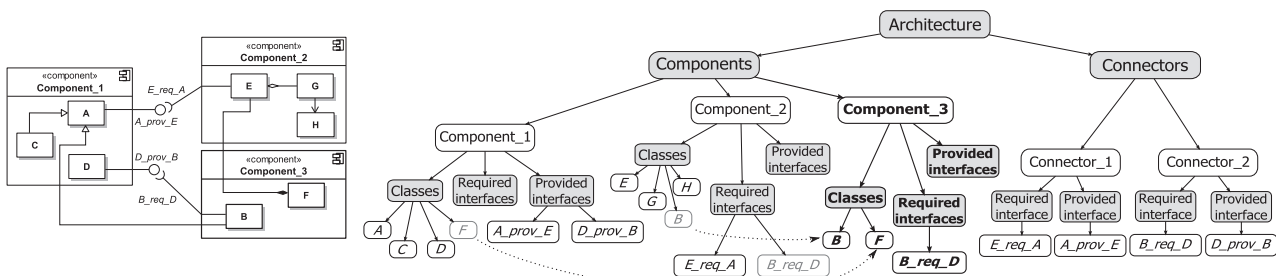 «component»
Component_1
A
C
D
E_req_A
A_prov_E
D_prov_B
B_req_D
«component»
Component_2
E
G
H
«component»
Component_3
F
B
Architecture
Components
Connectors
Component_1
Component_2
Component_3
Connector_1
Connector_2
Classes
Required
interfaces
Provided
interfaces
A
C
D
F
A_prov_E
D_prov_B
Classes
Required
interfaces
Provided
interfaces
E
G
H
B
E_req_A
B_req_D
Classes
Required
interfaces
Provided
interfaces
B
F
B_req_D
Required
interface
Provided
interface
E_req_A
A_prov_E
Required
interface
Provided
interface
B_req_D
D_prov_B